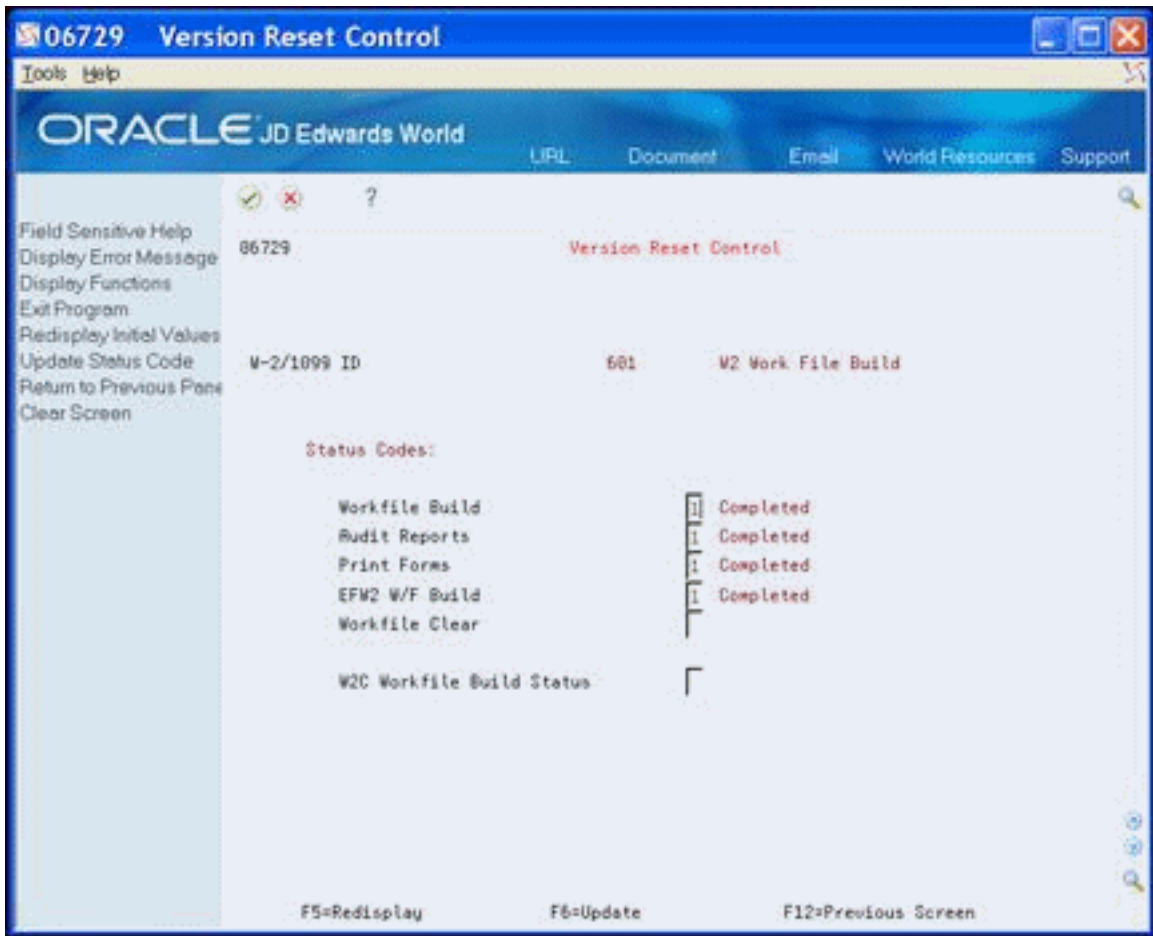 06729 Version Reset Control
Tools Help
ORACLE JD Edwards World
URL Document Email World Resources Support
?
Field Sensitive Help
Display Error Message
Display Functions
Exit Program
Redisplay Initial Values
Update Status Code
Return to Previous Pane
Clear Screen
06729 Version Reset Control
W-2/1099 ID 601 W2 Work File Build
Status Codes:
Workfile Build 1 Completed
Audit Reports 1 Completed
Print Forms 1 Completed
EFW2 W/F Build 1 Completed
Workfile Clear
W2C Workfile Build Status
F5=Redisplay F6=Update F12=Previous Screen